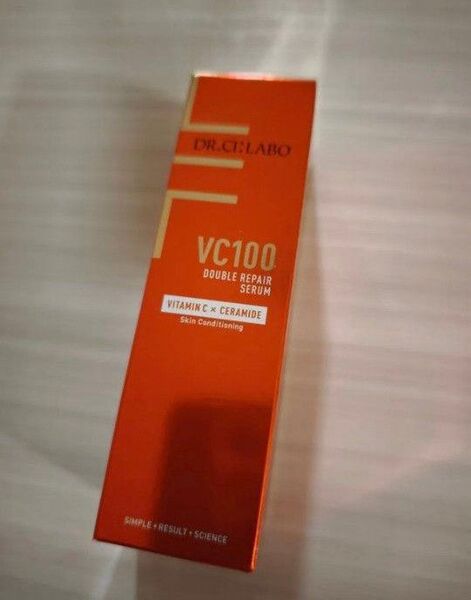 DR.CI:LABO
VC100
DOUBLE REPAIR
SERUM
VITAMIN C × CERAMIDE
Skin Conditioning
SIMPLE + RESULT + SCIENCE